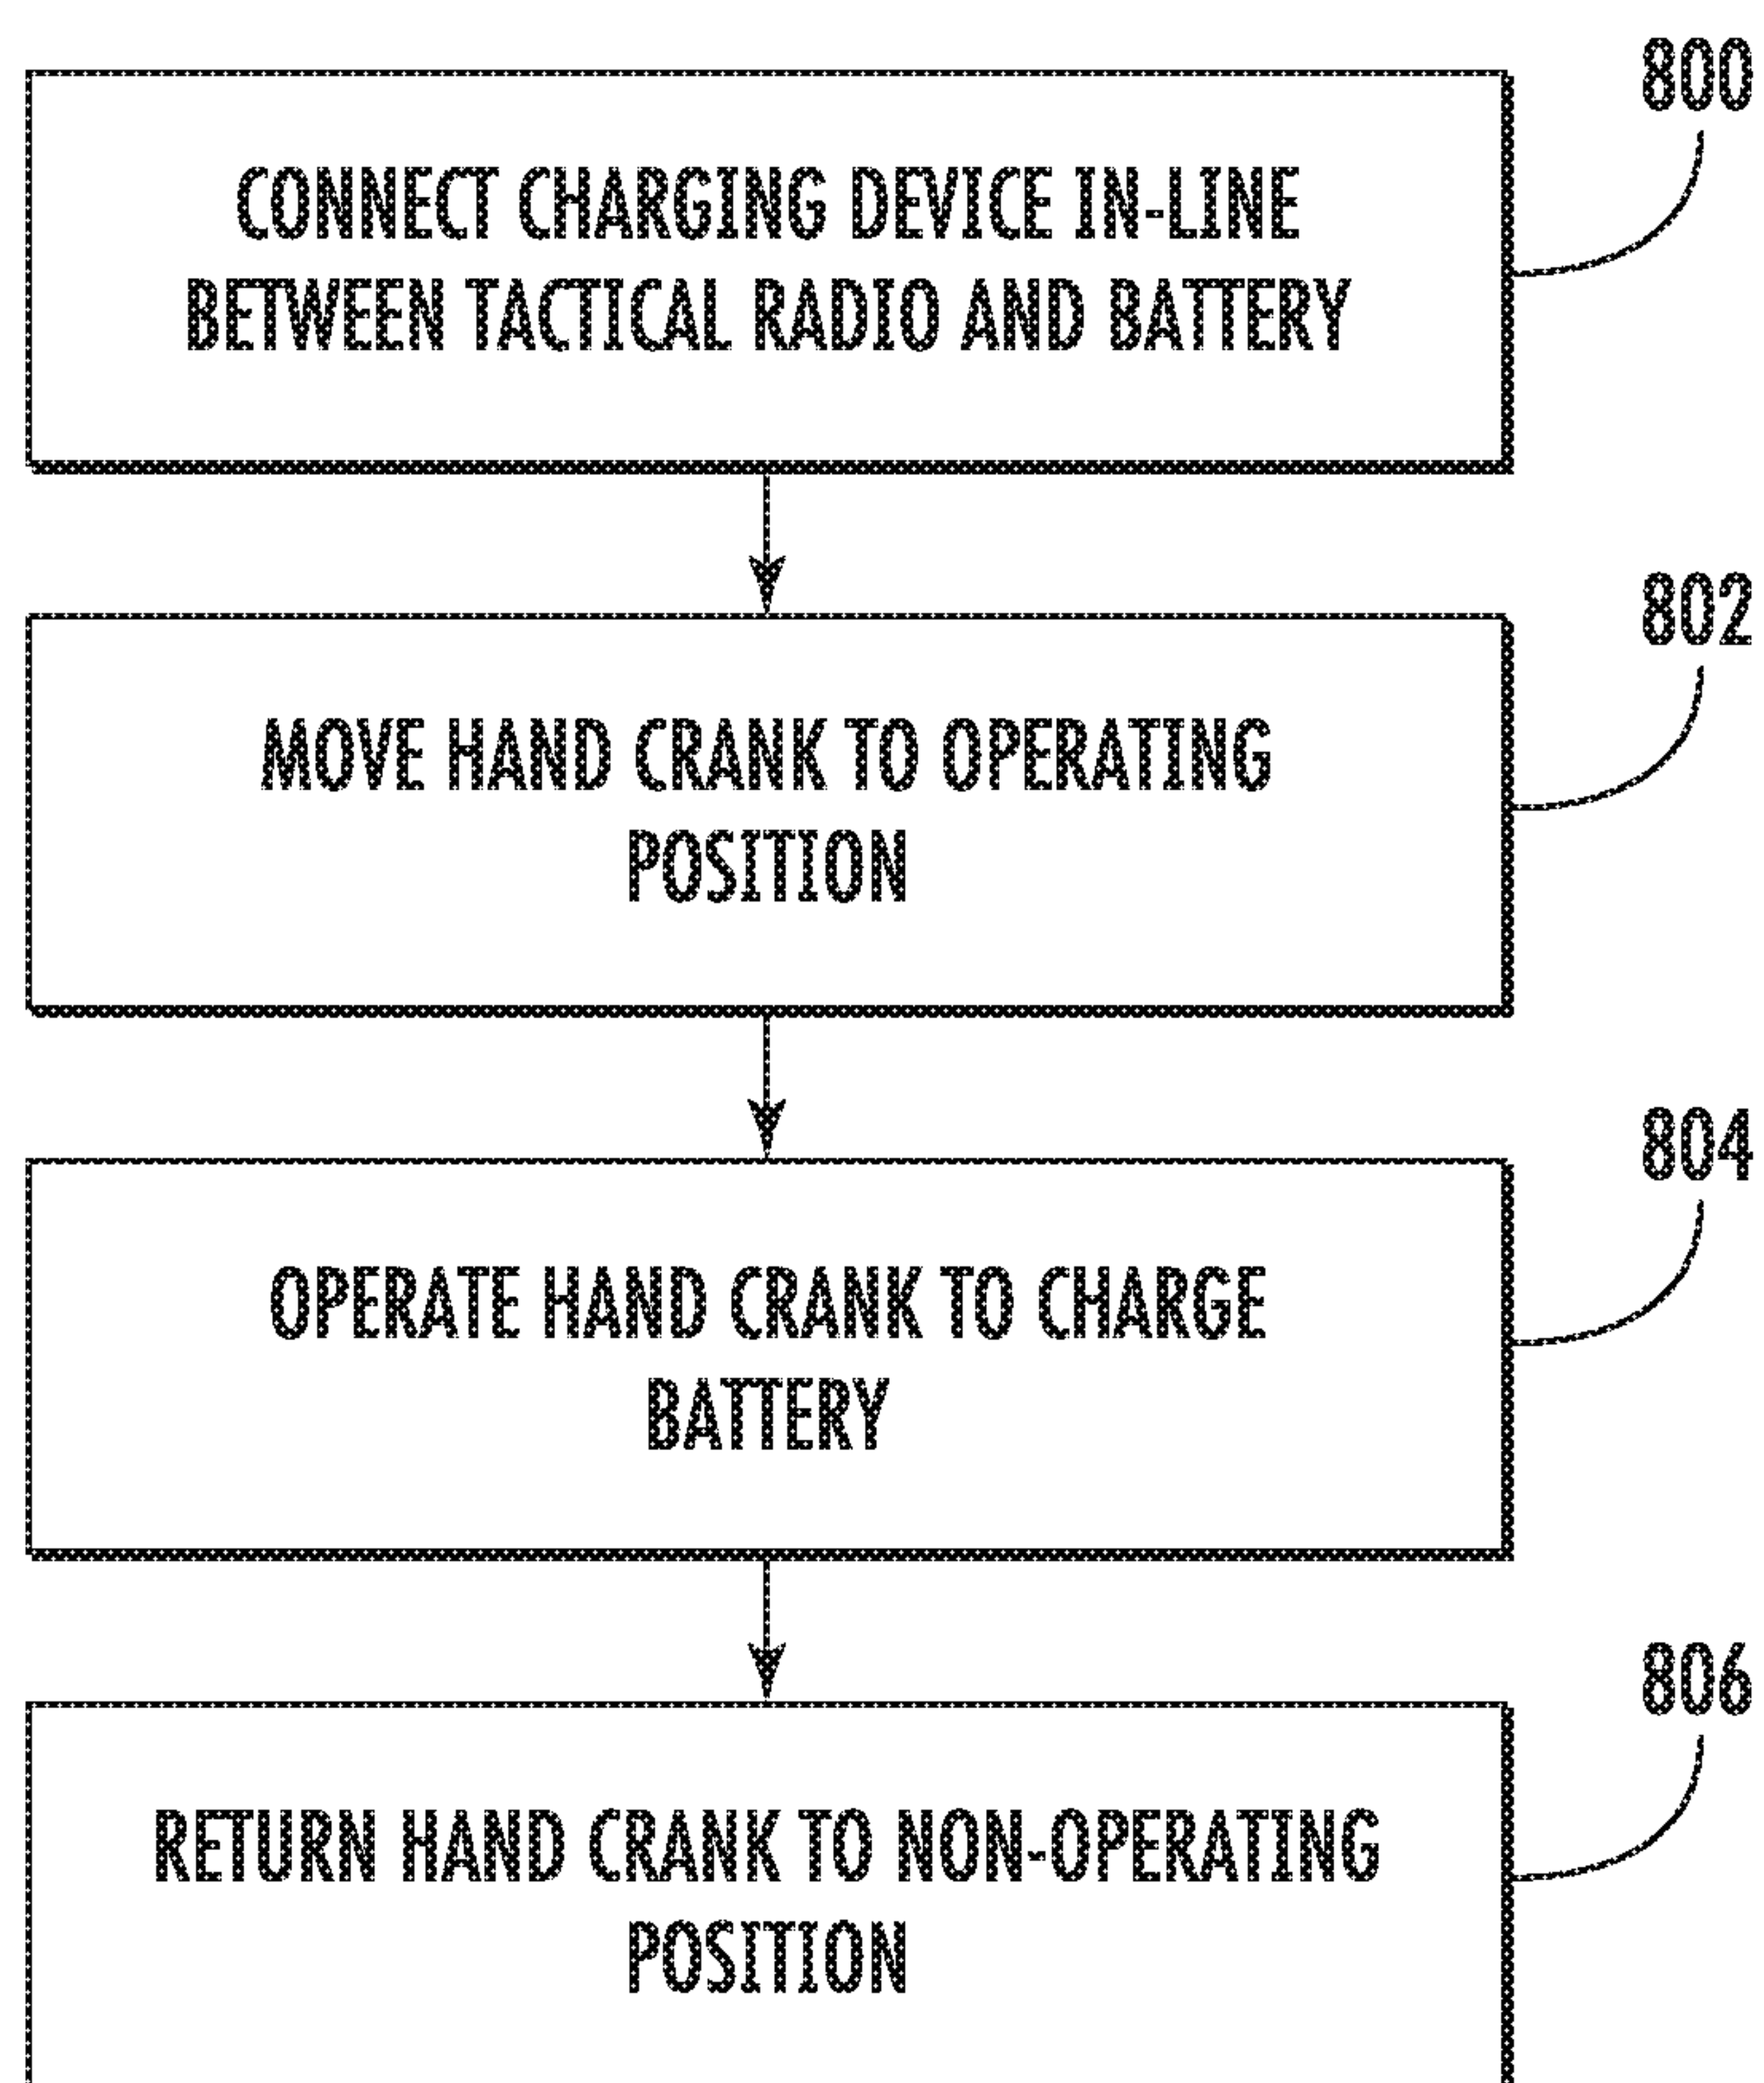 800
CONNECT CHARGING DEVICE IN-LINE
BETWEEN TACTICAL RADIO AND BATTERY
802
MOVE HAND CRANK TO OPERATING
POSITION
804
OPERATE HAND CRANK TO CHARGE
BATTERY
806
RETURN HAND CRANK TO NON-OPERATING
POSITION